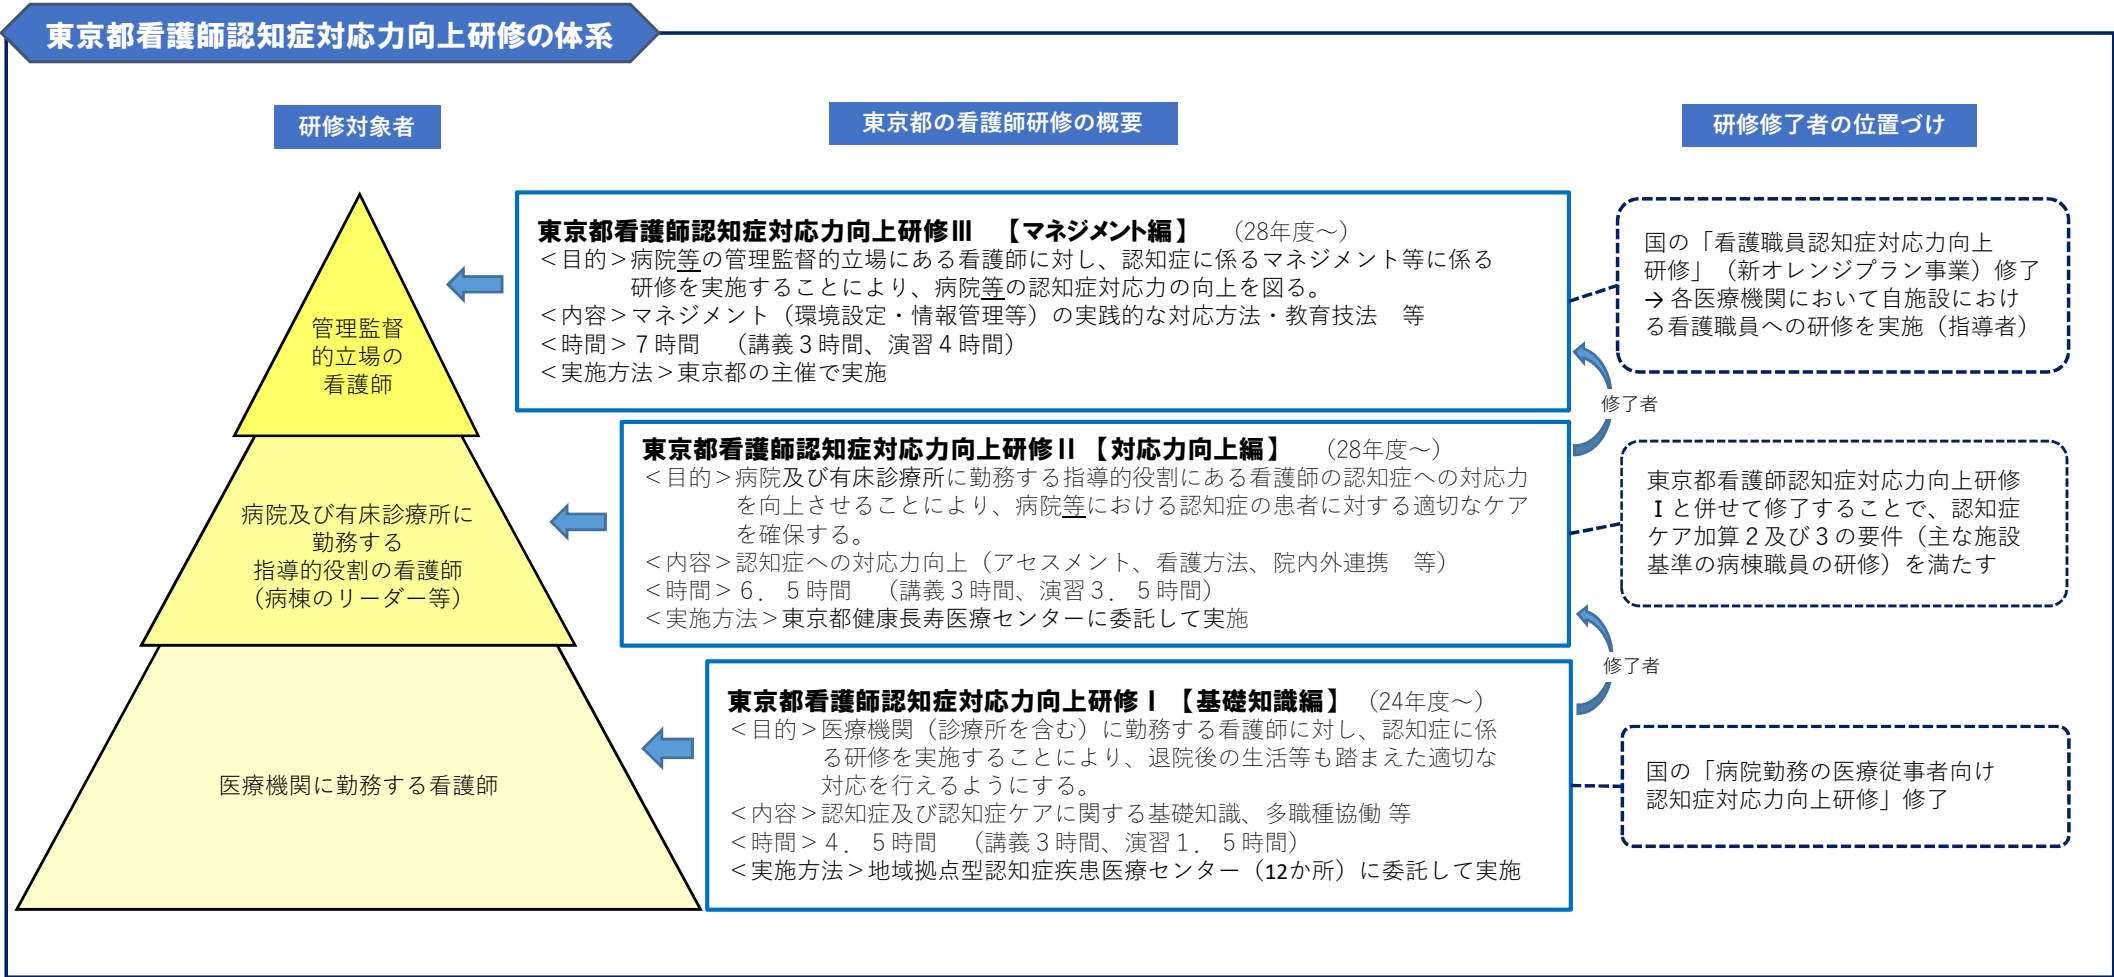 東京都看護師認知症対応力向上研修の体系
研修対象者
東京都の看護師研修の概要
研修修了者の位置づけ
管理監督
的立場の
看護師
東京都看護師認知症対応力向上研修Ⅲ 【マネジメント編】 （28年度～）
＜目的＞病院等の管理監督的立場にある看護師に対し、認知症に係るマネジメント等に係る
研修を実施することにより、病院等の認知症対応力の向上を図る。
＜内容＞マネジメント（環境設定・情報管理等）の実践的な対応方法・教育技法 等
＜時間＞７時間 （講義３時間、演習４時間）
＜実施方法＞東京都の主催で実施
国の「看護職員認知症対応力向上
研修」（新オレンジプラン事業）修了
→ 各医療機関において自施設におけ
る看護職員への研修を実施（指導者）
修了者
病院及び有床診療所に
勤務する
指導的役割の看護師
（病棟のリーダー等）
東京都看護師認知症対応力向上研修Ⅱ 【対応力向上編】 （28年度～）
＜目的＞病院及び有床診療所に勤務する指導的役割にある看護師の認知症への対応力
を向上させることにより、病院等における認知症の患者に対する適切なケア
を確保する。
＜内容＞認知症への対応力向上（アセスメント、看護方法、院内外連携 等）
＜時間＞６．５時間 （講義３時間、演習３．５時間）
＜実施方法＞東京都健康長寿医療センターに委託して実施
東京都看護師認知症対応力向上研修
Ⅰと併せて修了することで、認知症
ケア加算２及び３の要件（主な施設
基準の病棟職員の研修）を満たす
修了者
医療機関に勤務する看護師
東京都看護師認知症対応力向上研修Ⅰ 【基礎知識編】 （24年度～）
＜目的＞医療機関（診療所を含む）に勤務する看護師に対し、認知症に係
る研修を実施することにより、退院後の生活等も踏まえた適切な
対応を行えるようにする。
＜内容＞認知症及び認知症ケアに関する基礎知識、多職種協働 等
＜時間＞４．５時間 （講義３時間、演習１．５時間）
＜実施方法＞地域拠点型認知症疾患医療センター（12か所）に委託して実施
国の「病院勤務の医療従事者向け
認知症対応力向上研修」修了